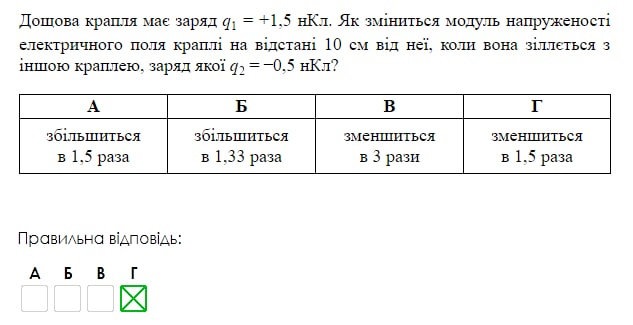 Дощова крапля має заряд q₁ = +1,5 нКл. Як зміниться модуль напруженості
електричного поля краплі на відстані 10 см від неї, коли вона зіллється з
іншою краплею, заряд якої q₂ = −0,5 нКл?
А Б В Г
збільшиться збільшиться зменшиться зменшиться
в 1,5 раза в 1,33 раза в 3 рази в 1,5 раза
Правильна відповідь:
А Б В Г